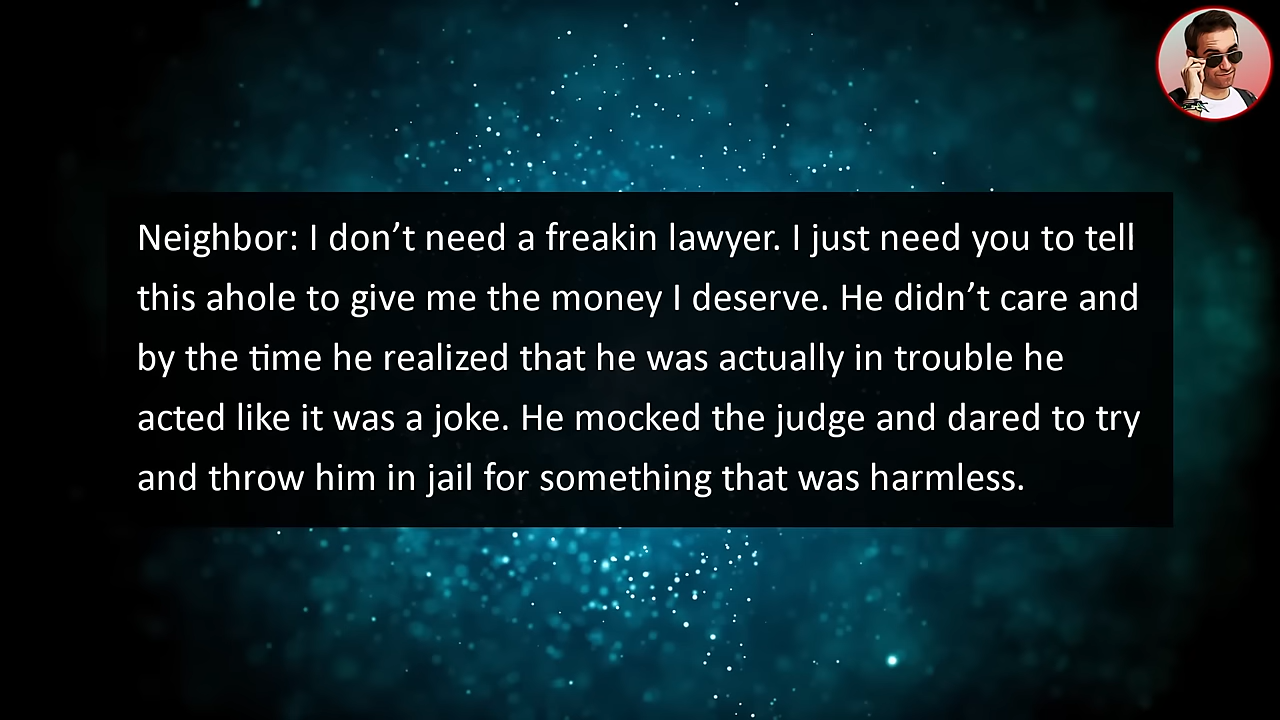 Neighbor: I don’t need a freakin lawyer. I just need you to tell
this ahole to give me the money I deserve. He didn’t care and
by the time he realized that he was actually in trouble he
acted like it was a joke. He mocked the judge and dared to try
and throw him in jail for something that was harmless.